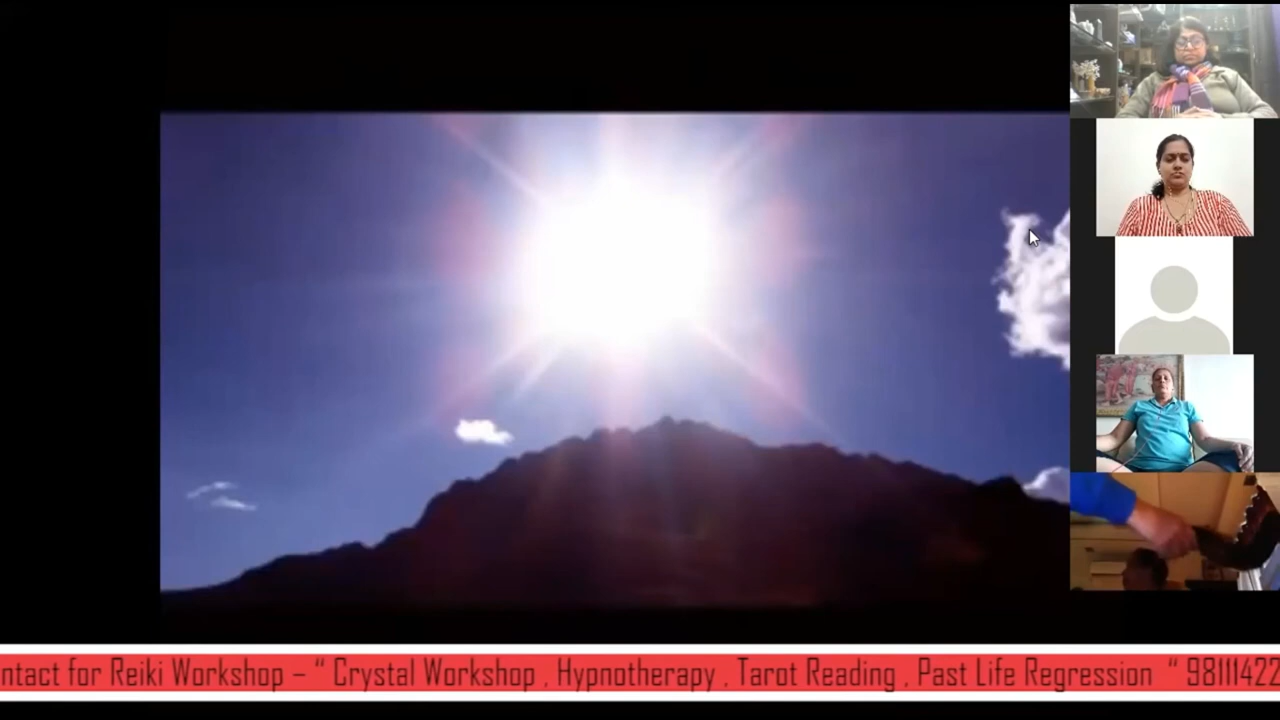 ntact for Reiki Workshop – “ Crystal Workshop , Hypnotherapy , Tarot Reading , Past Life Regression “ 98111422